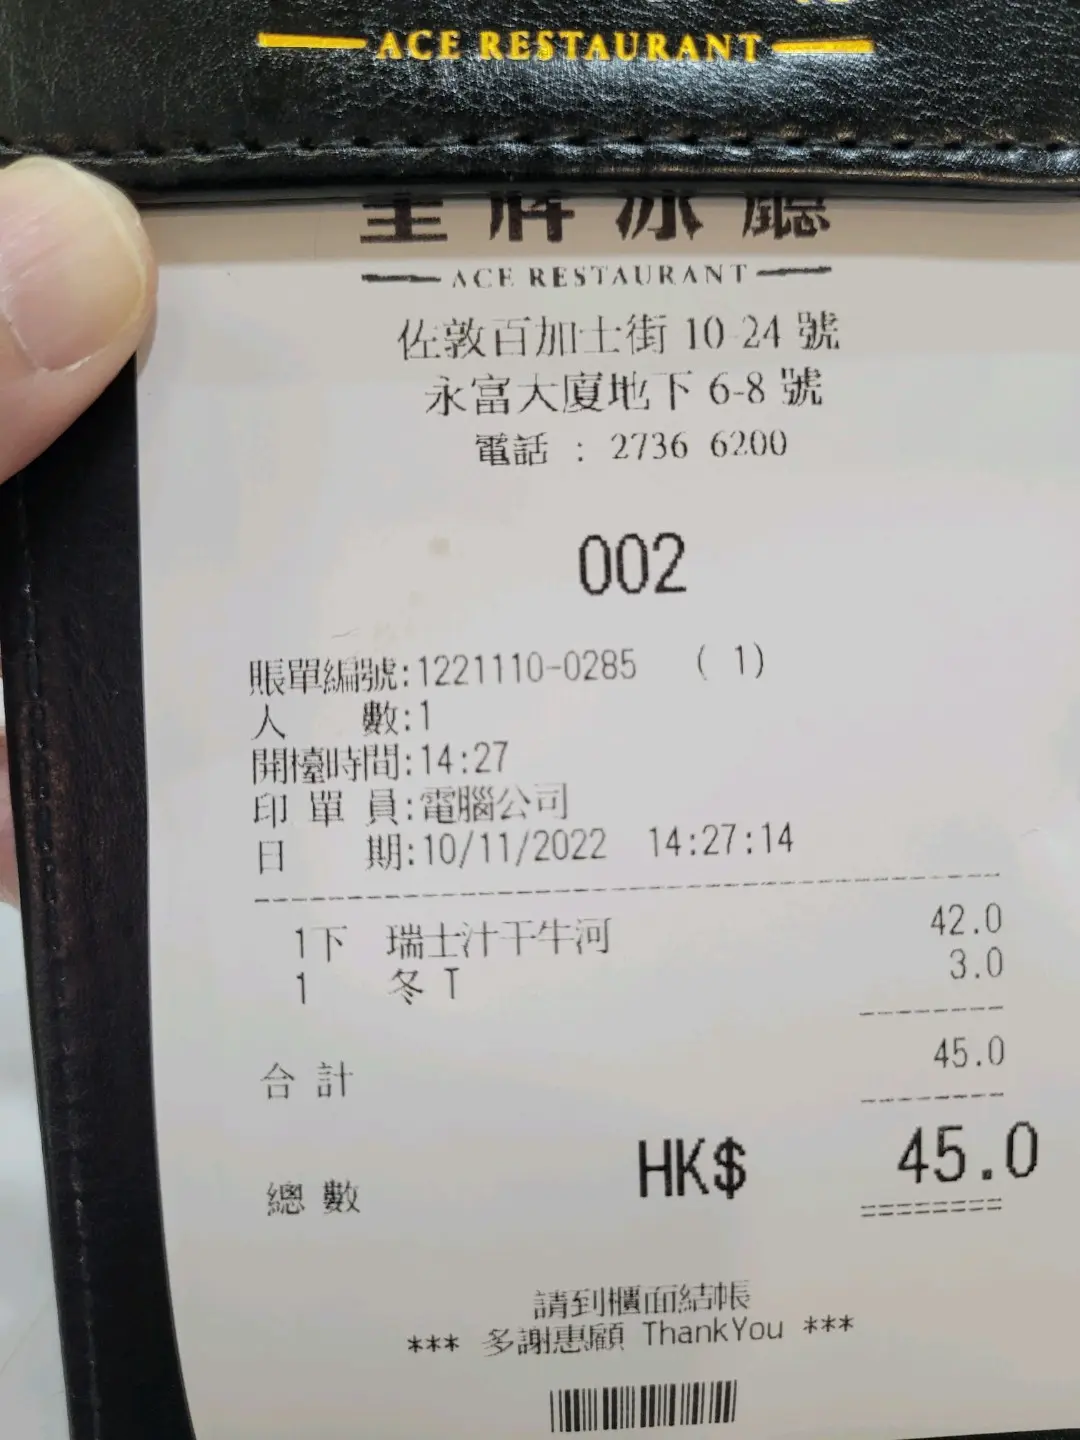 ACE RESTAURANT
皇牌冰廳
ACE RESTAURANT
佐敦百加士街 10-24 號
永富大廈地下 6-8 號
電話 : 2736 6200
002
賬單編號:1221110-0285 ( 1)
人 數:1
開檯時間:14:27
印 單 員:電腦公司
日 期:10/11/2022 14:27:14
1下 瑞士汁干牛河 42.0
1 冬 T 3.0
合 計 45.0
總 數 HK$ 45.0
請到櫃面結帳
*** 多謝惠顧 ThankYou ***